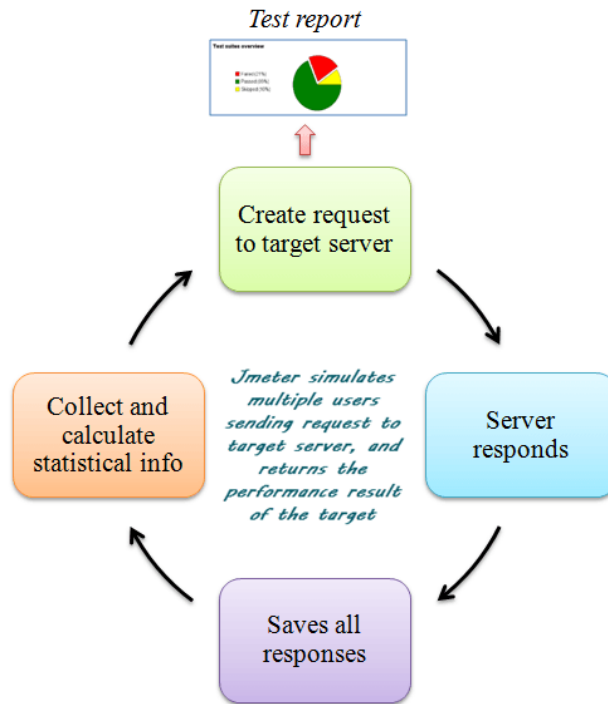 Test report
Test suites overview
Create request
to target server
Jmeter simulates
multiple users
sending request to
target server, and
returns the
performance result
of the target
Collect and
calculate
statistical info
Server
responds
Saves all
responses